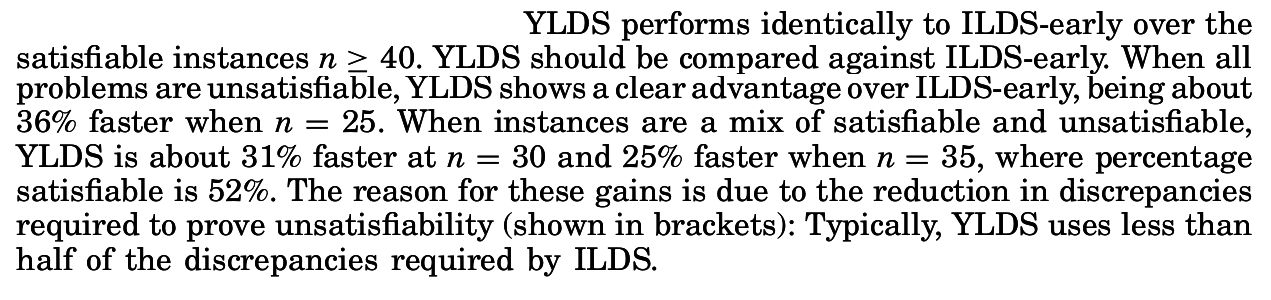 YLDS performs identically to ILDS-early over the
satisfiable instances n ≥ 40. YLDS should be compared against ILDS-early. When all
problems are unsatisfiable, YLDS shows a clear advantage over ILDS-early, being about
36% faster when n = 25. When instances are a mix of satisfiable and unsatisfiable,
YLDS is about 31% faster at n = 30 and 25% faster when n = 35, where percentage
satisfiable is 52%. The reason for these gains is due to the reduction in discrepancies
required to prove unsatisfiability (shown in brackets): Typically, YLDS uses less than
half of the discrepancies required by ILDS.